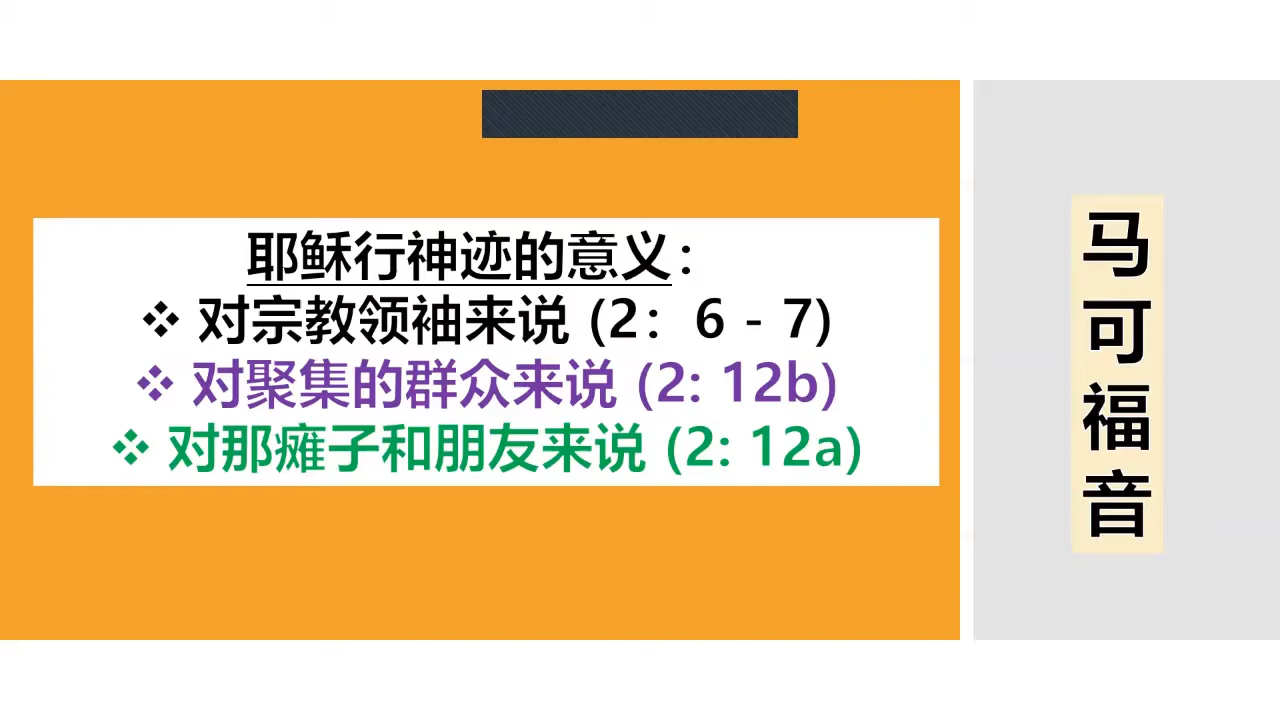 耶稣行神迹的意义：
❖ 对宗教领袖来说 (2：6 - 7)
❖ 对聚集的群众来说 (2: 12b)
❖ 对那瘫子和朋友来说 (2: 12a)
马可福音